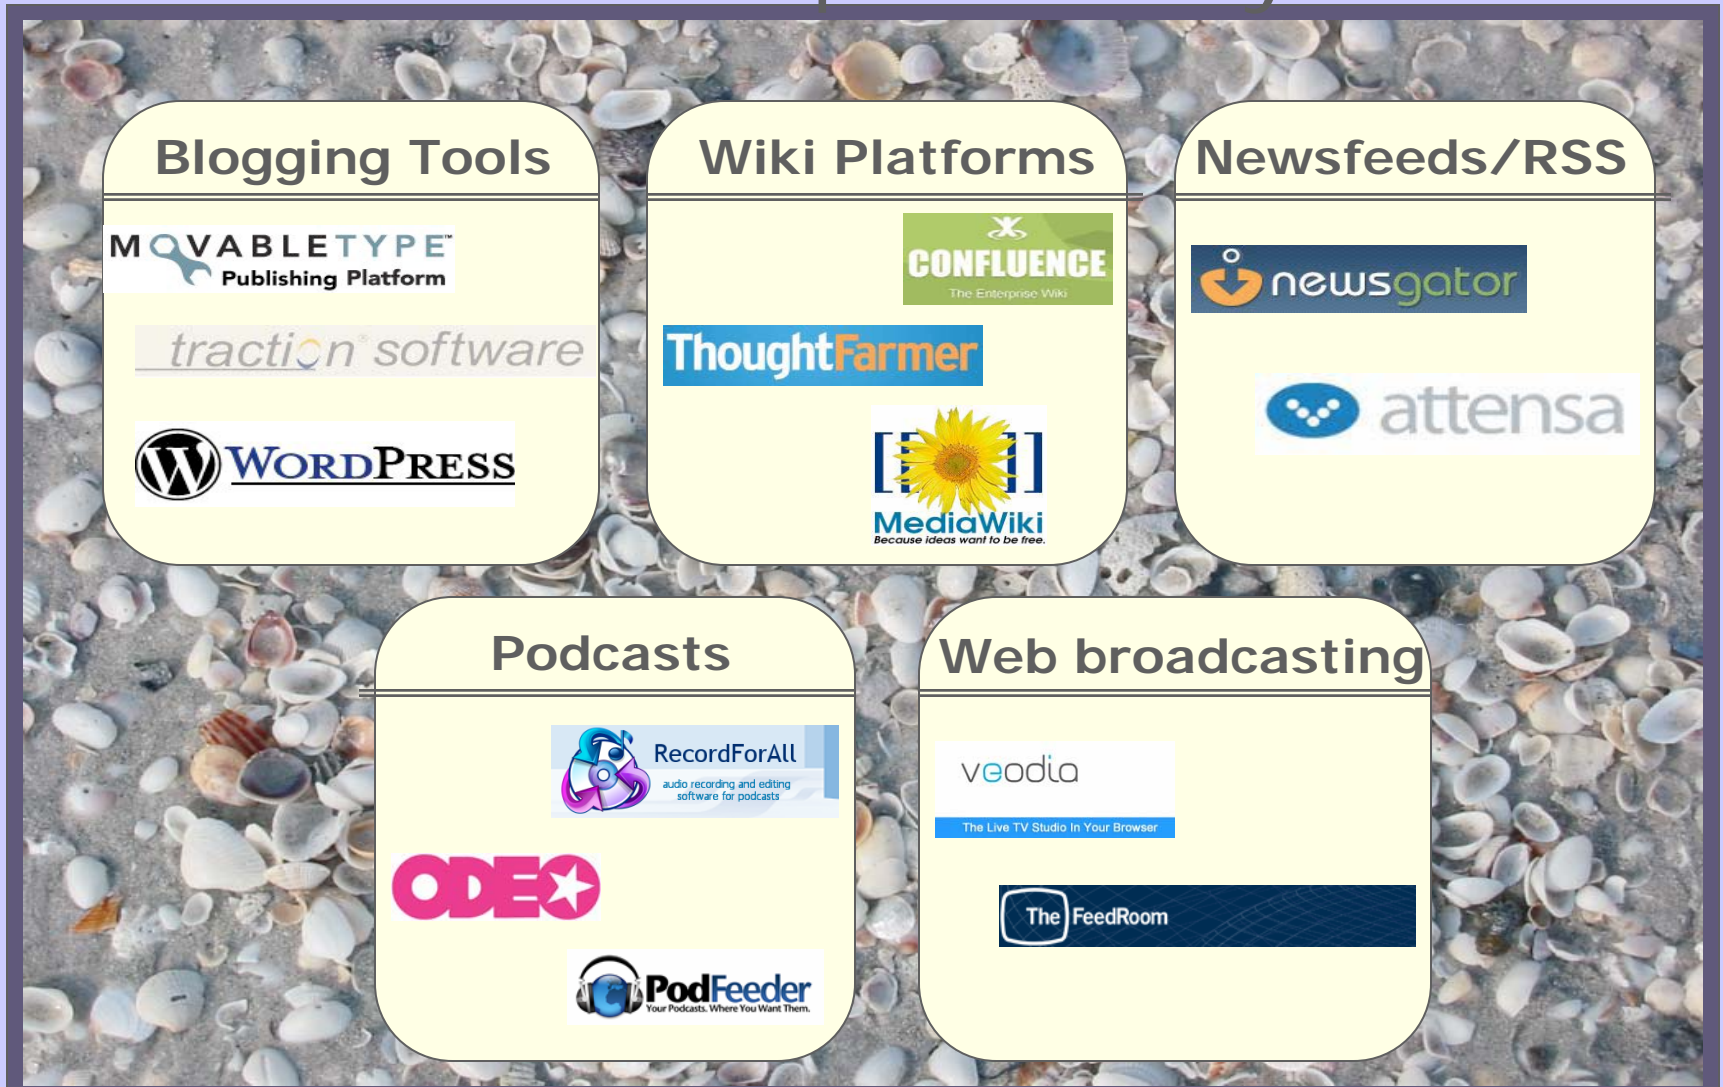 Blogging Tools
MOVABLETYPE™
Publishing Platform
traction® software
WORDPRESS
Wiki Platforms
CONFLUENCE
The Enterprise Wiki
ThoughtFarmer
[[ ]]
MediaWiki
Because ideas want to be free.
Newsfeeds/RSS
newsgator
attensa
Podcasts
RecordForAll
audio recording and editing
software for podcasts
ODEO
PodFeeder
Your Podcasts. Where You Want Them.
Web broadcasting
veodia
The Live TV Studio In Your Browser
The FeedRoom